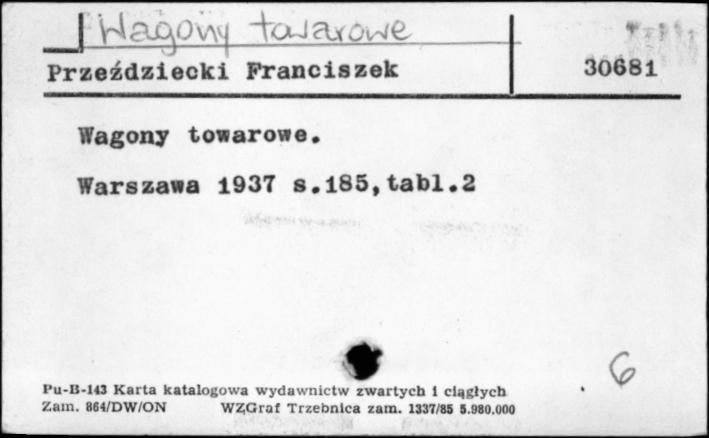 Wagony towarowe
Przeździecki Franciszek 30681
Wagony towarowe.
Warszawa 1937 s.185,tabl.2
6
Pu-B-143 Karta katalogowa wydawnictw zwartych i ciągłych
Zam. 864/DW/ON WZGraf Trzebnica zam. 1337/85 5.980.000